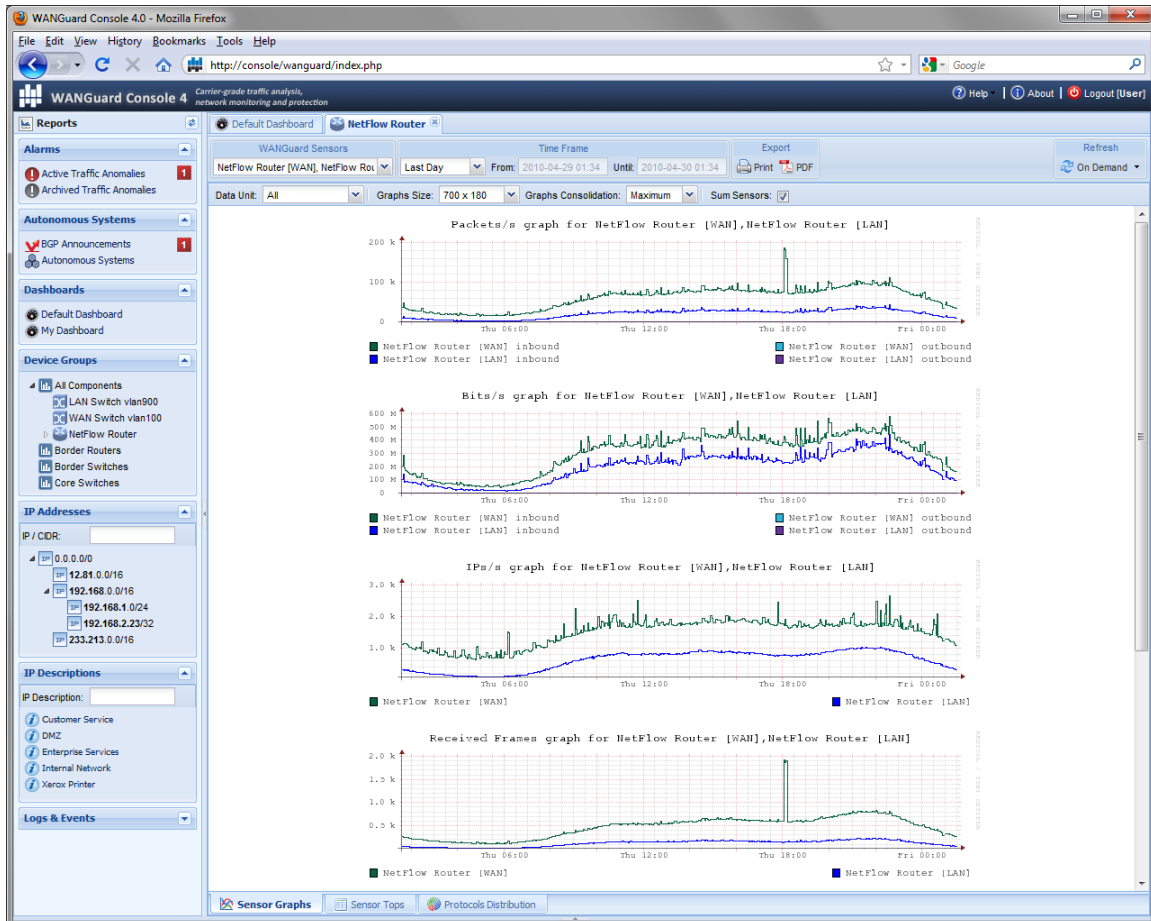 WANGuard Console 4.0 - Mozilla Firefox
File Edit View History Bookmarks Tools Help
http://console/wanguard/index.php
Google
WANGuard Console 4
Carrier-grade traffic analysis,
network monitoring and protection
Help | About | Logout [User]
Reports
Default Dashboard
NetFlow Router
WANGuard Sensors
Time Frame
Export
Refresh
NetFlow Router [WAN], NetFlow Rou
Last Day
From: 2010-04-29 01:34
Until: 2010-04-30 01:34
Print PDF
On Demand
Data Unit: All
Graphs Size: 700 x 180
Graphs Consolidation: Maximum
Sum Sensors:
Alarms
Active Traffic Anomalies 1
Archived Traffic Anomalies
Autonomous Systems
BGP Announcements 1
Autonomous Systems
Dashboards
Default Dashboard
My Dashboard
Device Groups
All Components
LAN Switch vlan900
WAN Switch vlan100
NetFlow Router
Border Routers
Border Switches
Core Switches
IP Addresses
IP / CIDR:
0.0.0.0/0
12.81.0.0/16
192.168.0.0/16
192.168.1.0/24
192.168.2.23/32
233.213.0.0/16
IP Descriptions
IP Description:
Customer Service
DMZ
Enterprise Services
Internal Network
Xerox Printer
Logs & Events
Packets/s graph for NetFlow Router [WAN],NetFlow Router [LAN]
200 k
100 k
0
Thu 06:00 Thu 12:00 Thu 18:00 Fri 00:00
NetFlow Router [WAN] inbound NetFlow Router [WAN] outbound
NetFlow Router [LAN] inbound NetFlow Router [LAN] outbound
Bits/s graph for NetFlow Router [WAN],NetFlow Router [LAN]
600 M
500 M
400 M
300 M
200 M
100 M
0
Thu 06:00 Thu 12:00 Thu 18:00 Fri 00:00
NetFlow Router [WAN] inbound NetFlow Router [WAN] outbound
NetFlow Router [LAN] inbound NetFlow Router [LAN] outbound
IPs/s graph for NetFlow Router [WAN],NetFlow Router [LAN]
3.0 k
2.0 k
1.0 k
Thu 06:00 Thu 12:00 Thu 18:00 Fri 00:00
NetFlow Router [WAN] NetFlow Router [LAN]
Received Frames graph for NetFlow Router [WAN],NetFlow Router [LAN]
2.0 k
1.5 k
1.0 k
0.5 k
Thu 06:00 Thu 12:00 Thu 18:00 Fri 00:00
NetFlow Router [WAN] NetFlow Router [LAN]
Sensor Graphs
Sensor Tops
Protocols Distribution